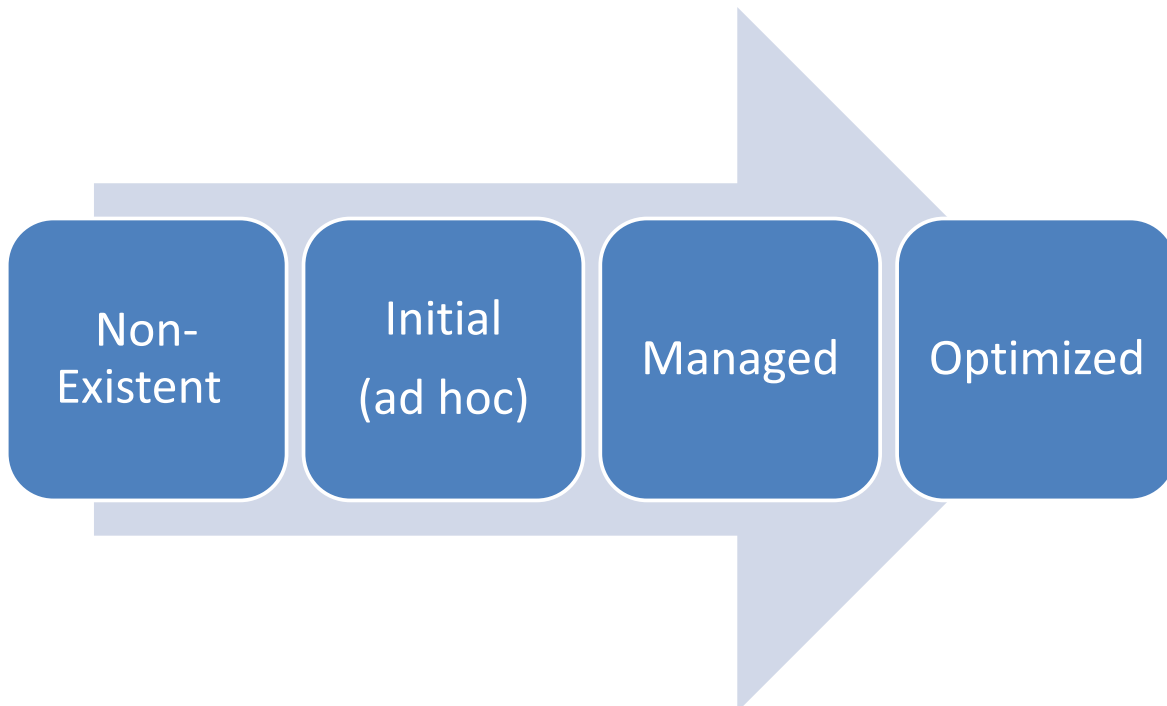 Non-
Existent
Initial
(ad hoc)
Managed
Optimized